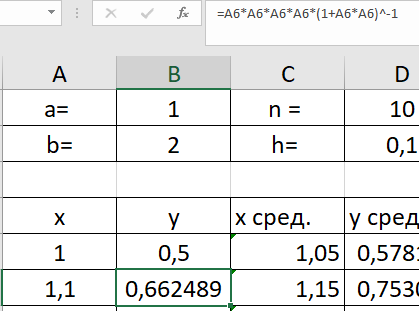 =A6*A6*A6*A6*(1+A6*A6)^-1
A B C D
a= 1 n = 10
b= 2 h= 0,1
x y x сред. y сред
1 0,5 1,05 0,5781
1,1 0,662489 1,15 0,7530